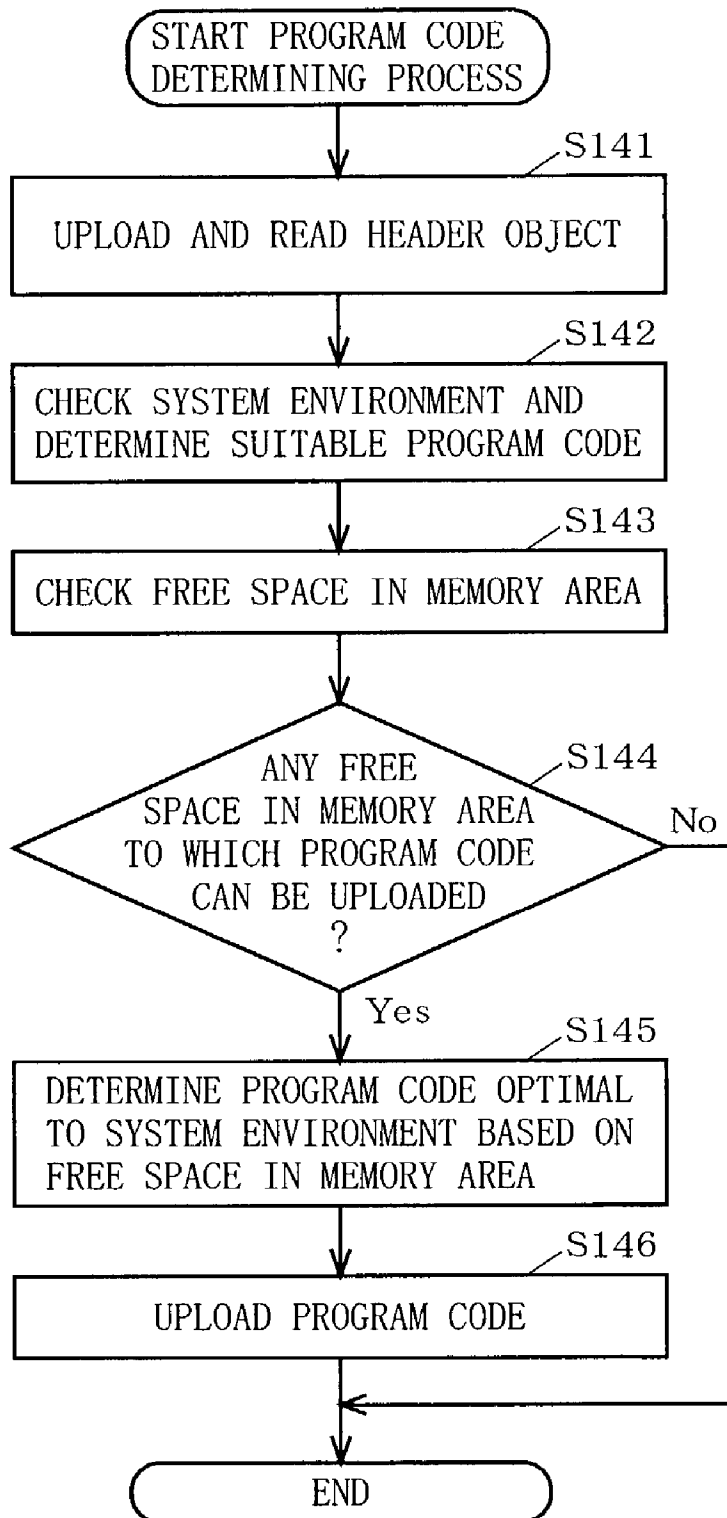 START PROGRAM CODE
DETERMINING PROCESS
S141
UPLOAD AND READ HEADER OBJECT
S142
CHECK SYSTEM ENVIRONMENT AND
DETERMINE SUITABLE PROGRAM CODE
S143
CHECK FREE SPACE IN MEMORY AREA
S144
ANY FREE
SPACE IN MEMORY AREA
TO WHICH PROGRAM CODE
CAN BE UPLOADED
?
No
Yes
S145
DETERMINE PROGRAM CODE OPTIMAL
TO SYSTEM ENVIRONMENT BASED ON
FREE SPACE IN MEMORY AREA
S146
UPLOAD PROGRAM CODE
END